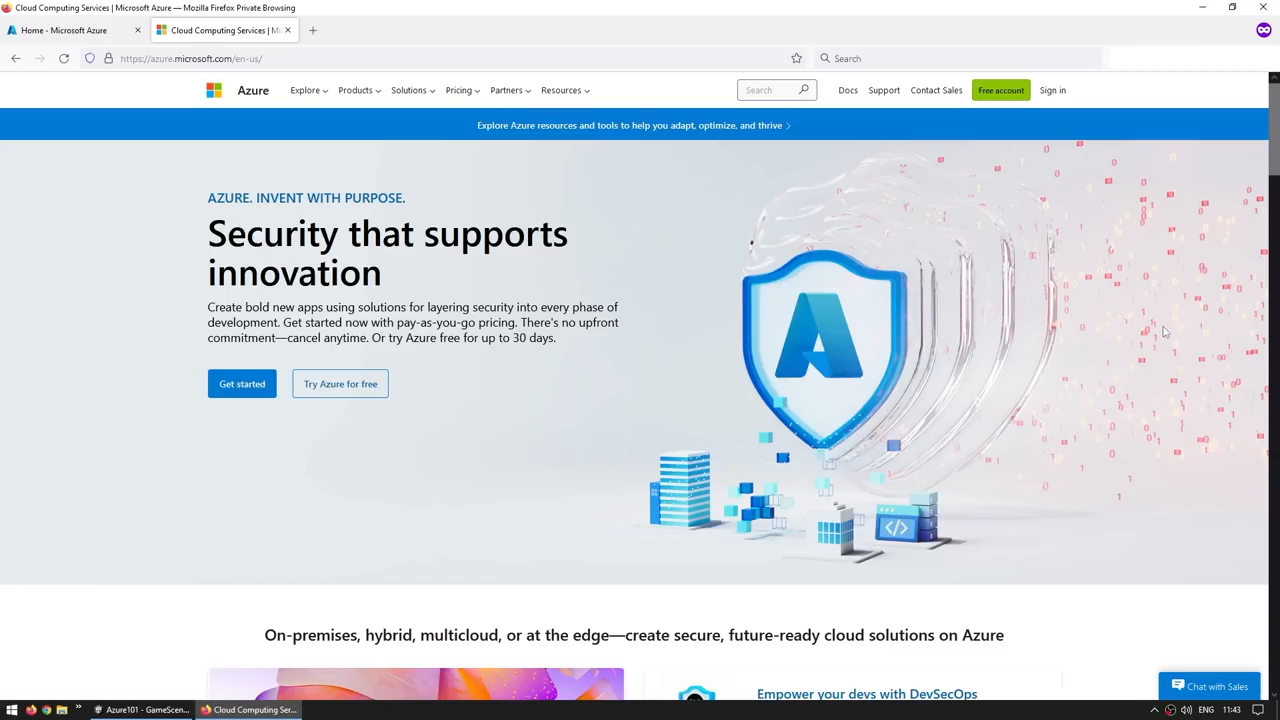 Cloud Computing Services | Microsoft Azure — Mozilla Firefox Private Browsing
Home - Microsoft Azure
Cloud Computing Services | Mi
https://azure.microsoft.com/en-us/
Search
Azure
Explore
Products
Solutions
Pricing
Partners
Resources
Search
Docs
Support
Contact Sales
Free account
Sign in
Explore Azure resources and tools to help you adapt, optimize, and thrive
AZURE. INVENT WITH PURPOSE.
Security that supports
innovation
Create bold new apps using solutions for layering security into every phase of
development. Get started now with pay-as-you-go pricing. There's no upfront
commitment—cancel anytime. Or try Azure free for up to 30 days.
Get started
Try Azure for free
On-premises, hybrid, multicloud, or at the edge—create secure, future-ready cloud solutions on Azure
Empower your devs with DevSecOps
Chat with Sales
Azure101 - GameScen...
Cloud Computing Ser...
ENG
11:43